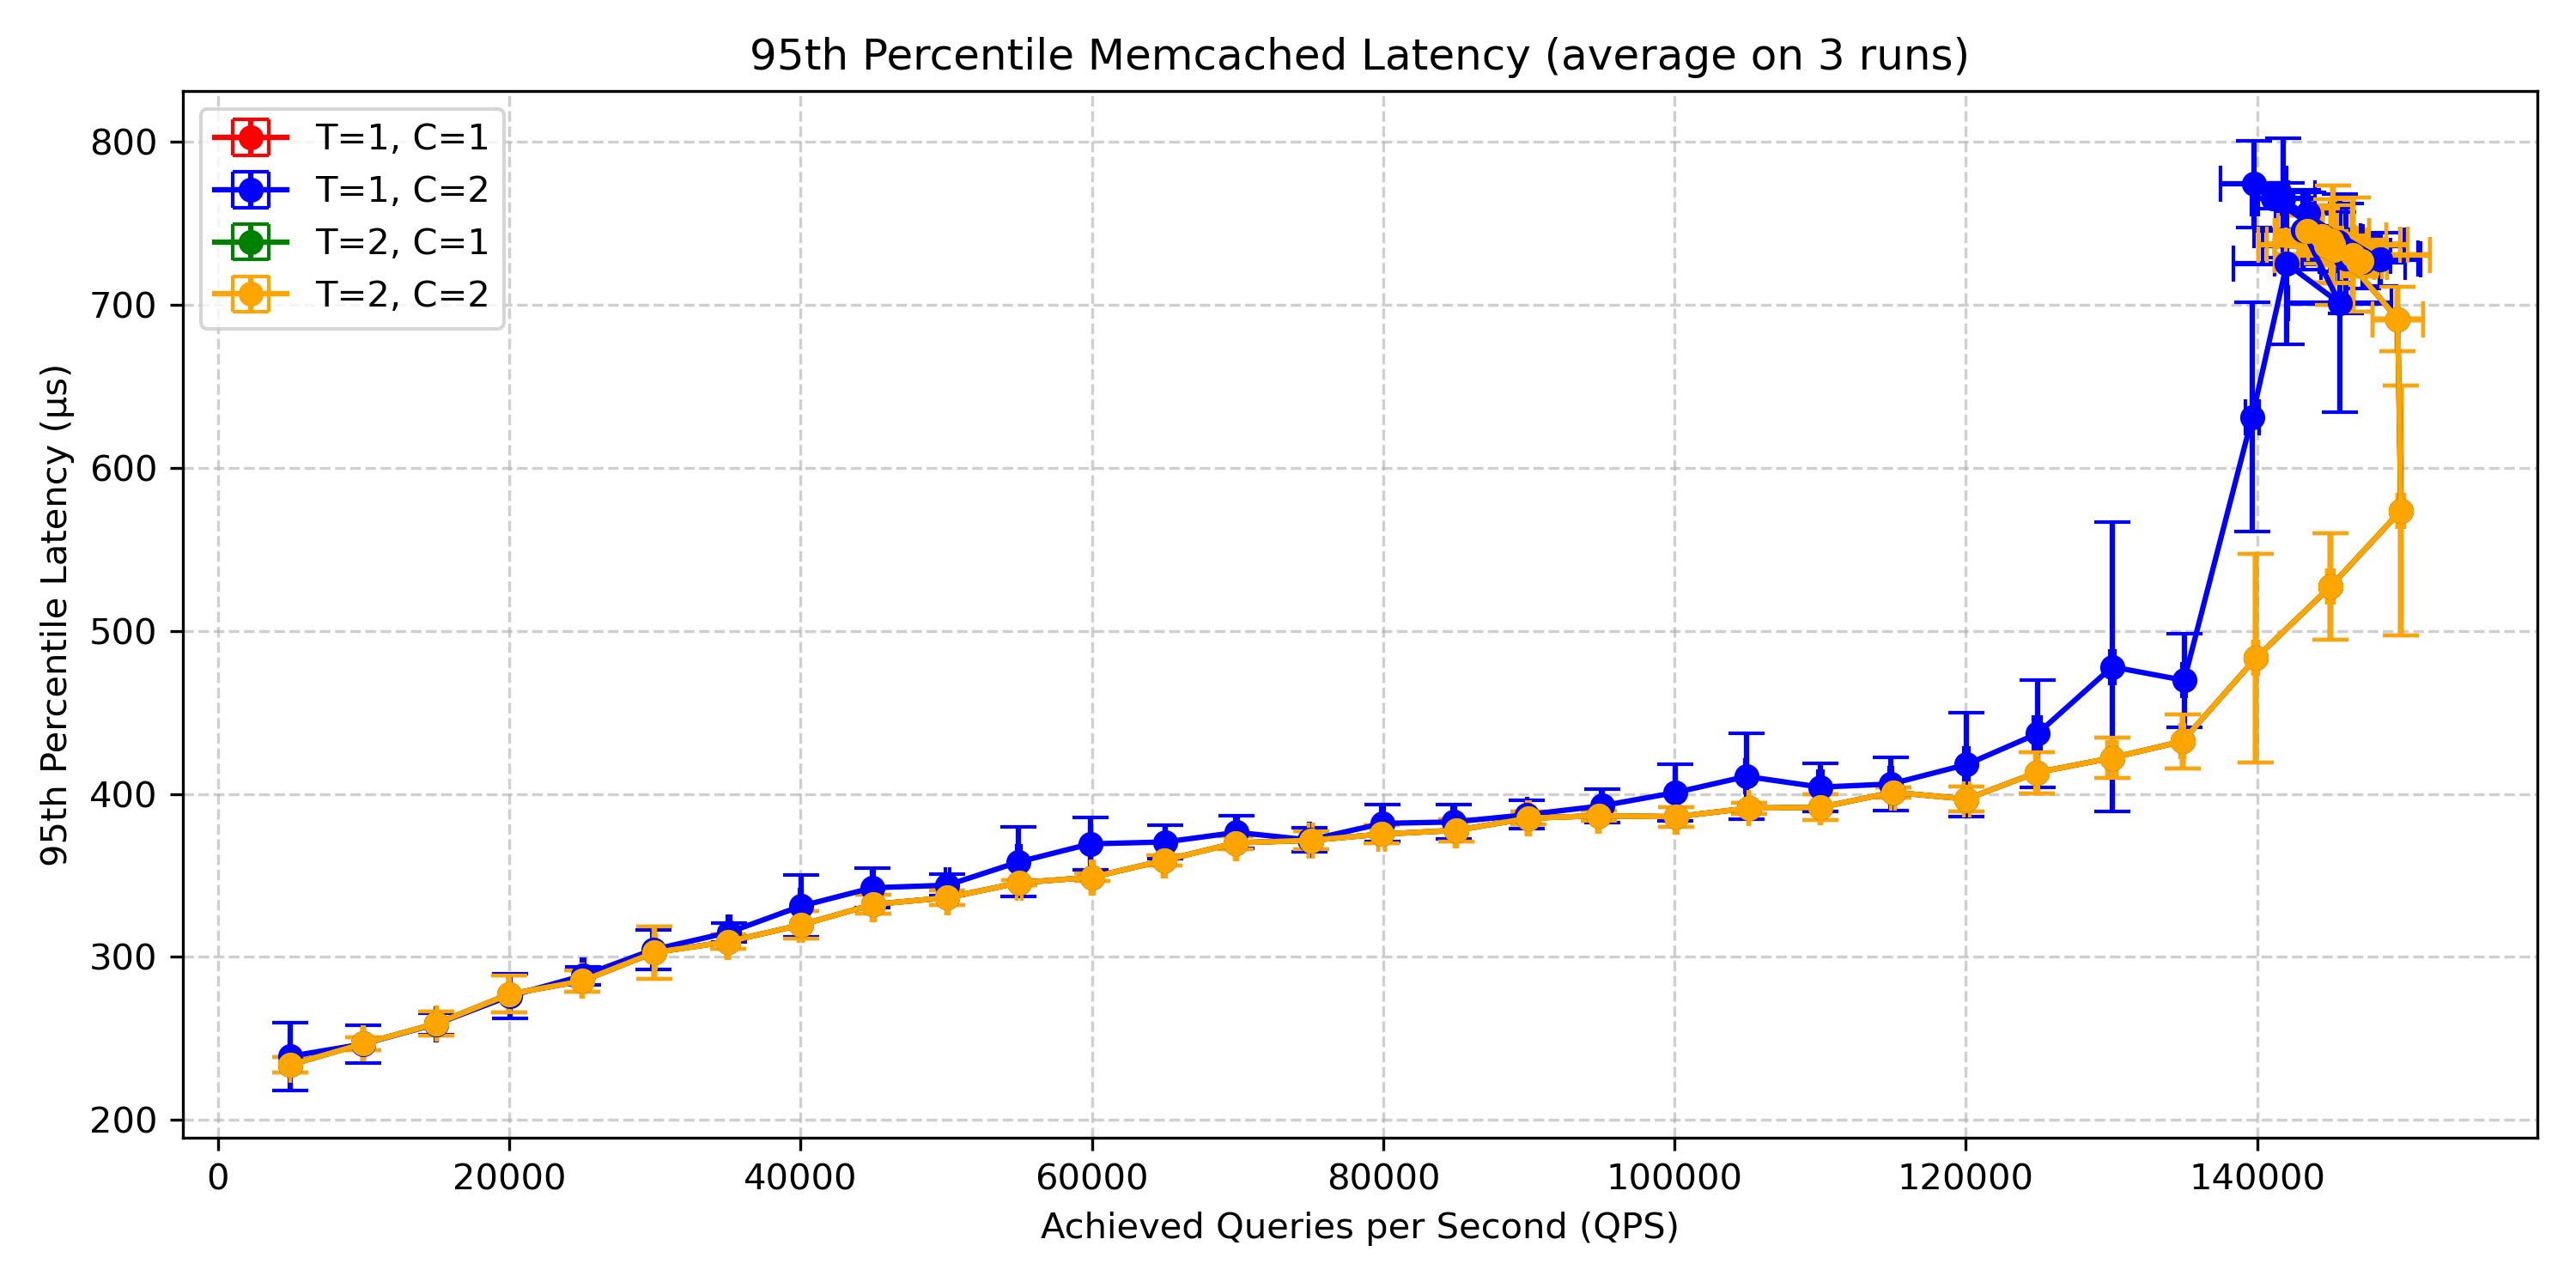 95th Percentile Memcached Latency (average on 3 runs)
T=1, C=1
T=1, C=2
T=2, C=1
T=2, C=2
95th Percentile Latency (µs)
800
700
600
500
400
300
200
0 20000 40000 60000 80000 100000 120000 140000
Achieved Queries per Second (QPS)